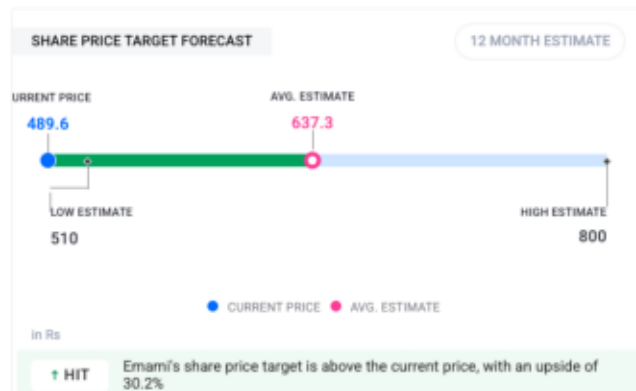 SHARE PRICE TARGET FORECAST
12 MONTH ESTIMATE
URRENT PRICE
AVG. ESTIMATE
489.6
637.3
LOW ESTIMATE
HIGH ESTIMATE
510
800
CURRENT PRICE
AVG. ESTIMATE
in Rs
↑ HIT
Emami's share price target is above the current price, with an upside of
30.2%